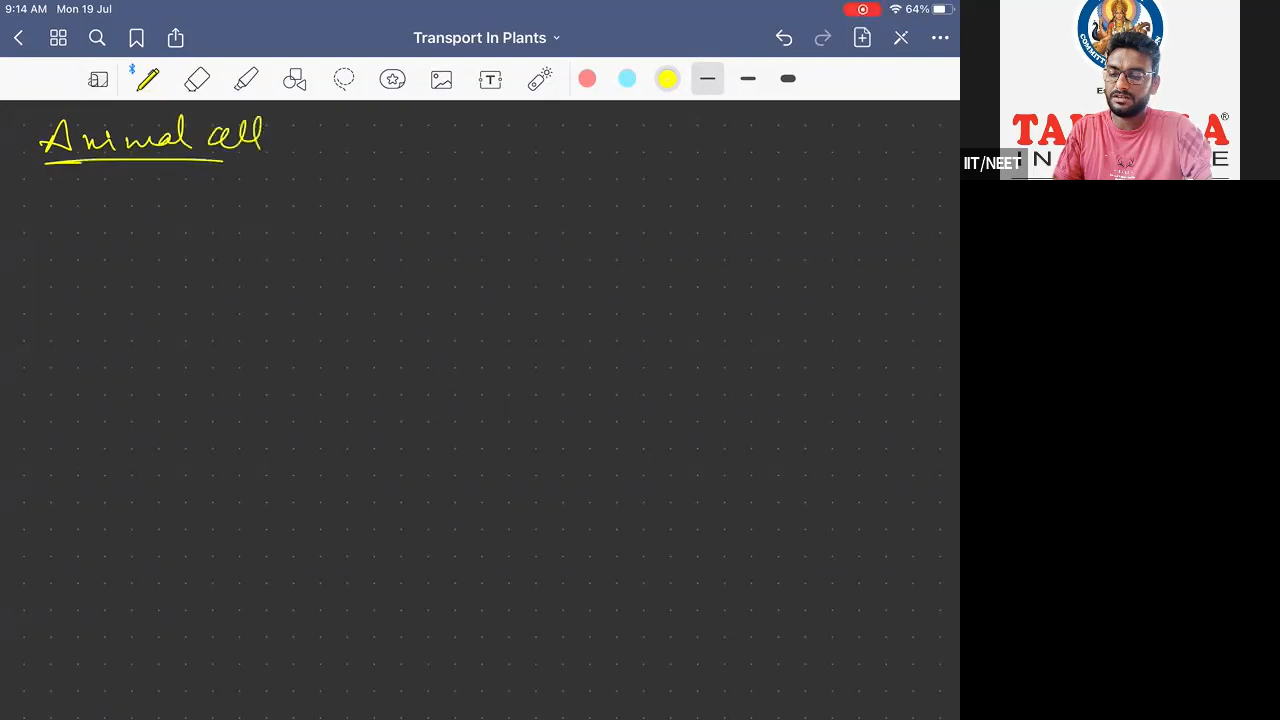 9:14 AM Mon 19 Jul
64%
Transport In Plants
T
Animal cell
IIT/NEET